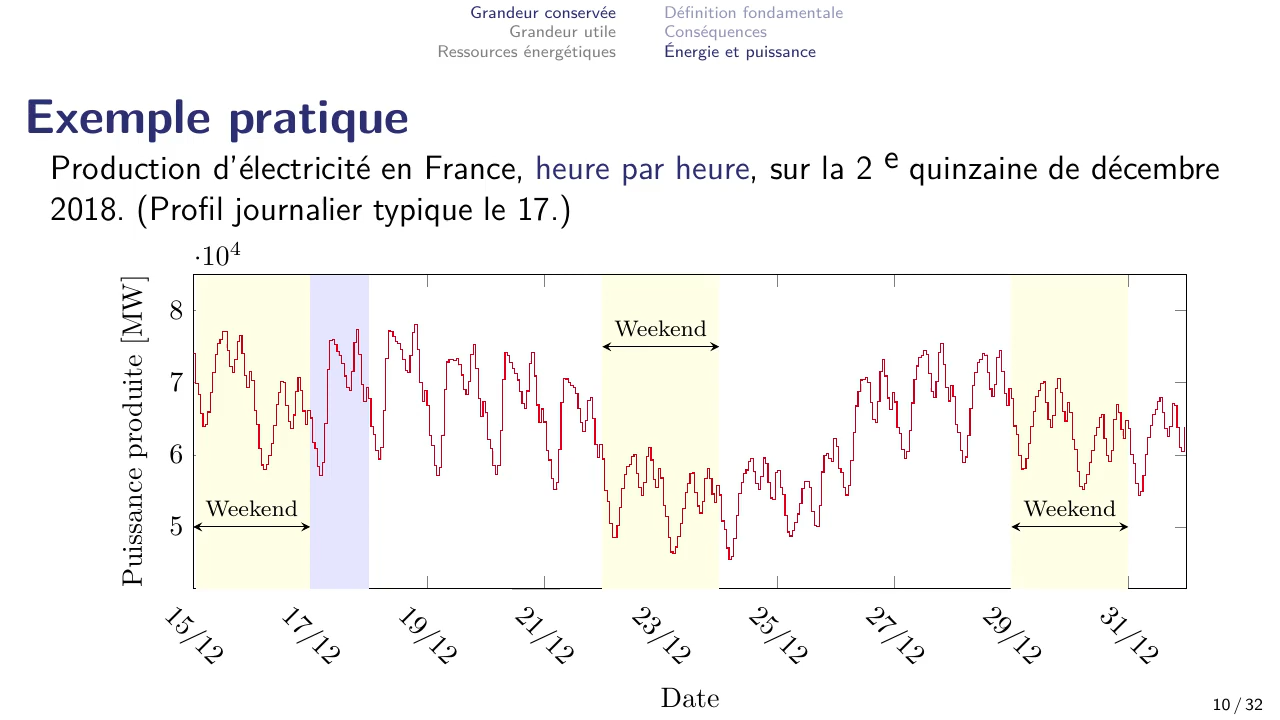 Grandeur conservée
Grandeur utile
Ressources énergétiques
Définition fondamentale
Conséquences
Énergie et puissance
Exemple pratique
Production d'électricité en France, heure par heure, sur la 2 e quinzaine de décembre
2018. (Profil journalier typique le 17.)
·10⁴
Puissance produite [MW]
8
7
6
5
Weekend
Weekend
Weekend
15/12
17/12
19/12
21/12
23/12
25/12
27/12
29/12
31/12
Date
10 / 32